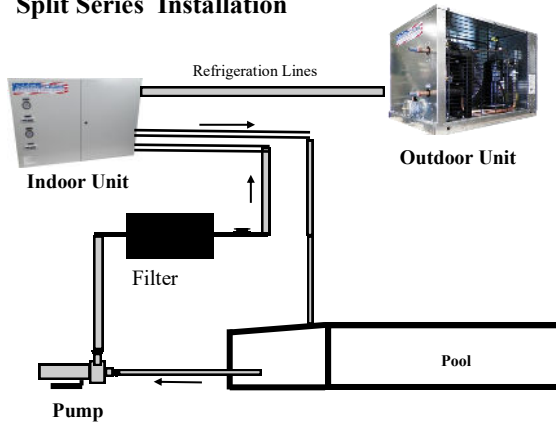 Split Series Installation
Refrigeration Lines
Outdoor Unit
Indoor Unit
Filter
Pool
Pump